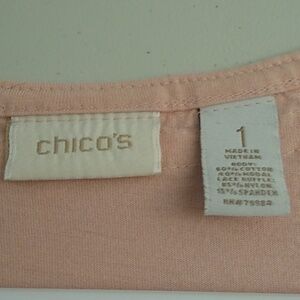 chico's
1
MADE IN
VIETNAM
BODY:
60% COTTON
40% MODAL
LACE RUFFLE:
85% NYLON
15% SPANDEX